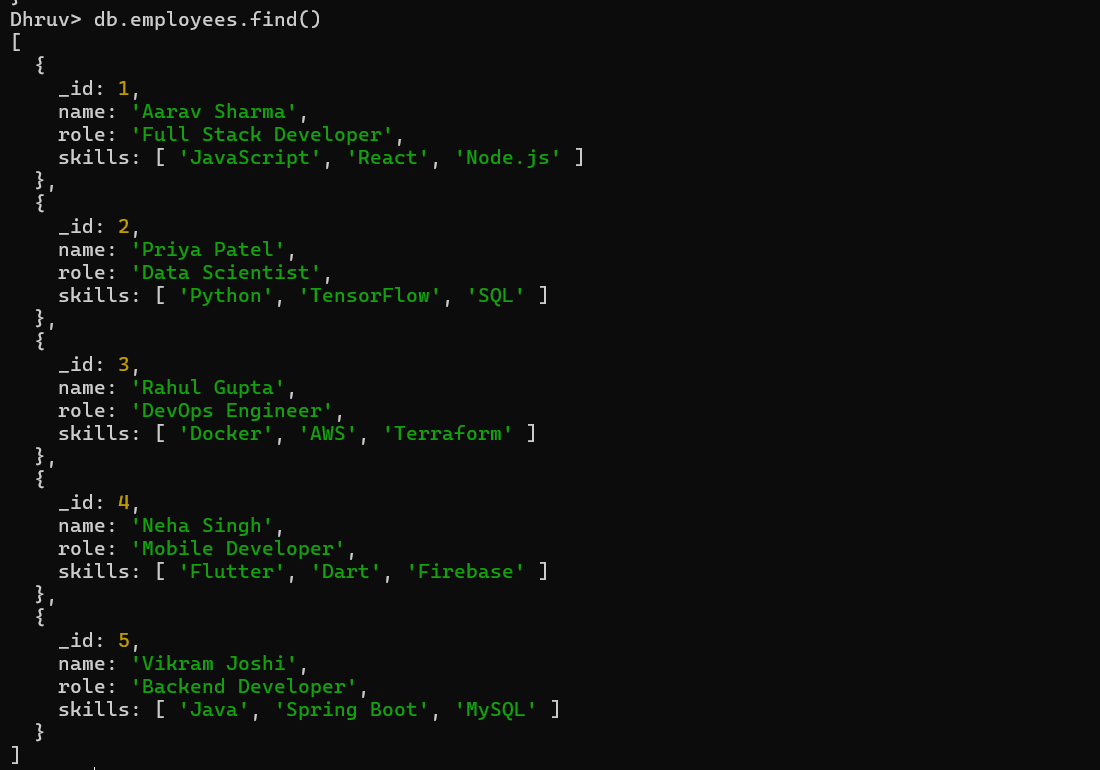 Dhruv> db.employees.find()
[
  {
    _id: 1,
    name: 'Aarav Sharma',
    role: 'Full Stack Developer',
    skills: [ 'JavaScript', 'React', 'Node.js' ]
  },
  {
    _id: 2,
    name: 'Priya Patel',
    role: 'Data Scientist',
    skills: [ 'Python', 'TensorFlow', 'SQL' ]
  },
  {
    _id: 3,
    name: 'Rahul Gupta',
    role: 'DevOps Engineer',
    skills: [ 'Docker', 'AWS', 'Terraform' ]
  },
  {
    _id: 4,
    name: 'Neha Singh',
    role: 'Mobile Developer',
    skills: [ 'Flutter', 'Dart', 'Firebase' ]
  },
  {
    _id: 5,
    name: 'Vikram Joshi',
    role: 'Backend Developer',
    skills: [ 'Java', 'Spring Boot', 'MySQL' ]
  }
]